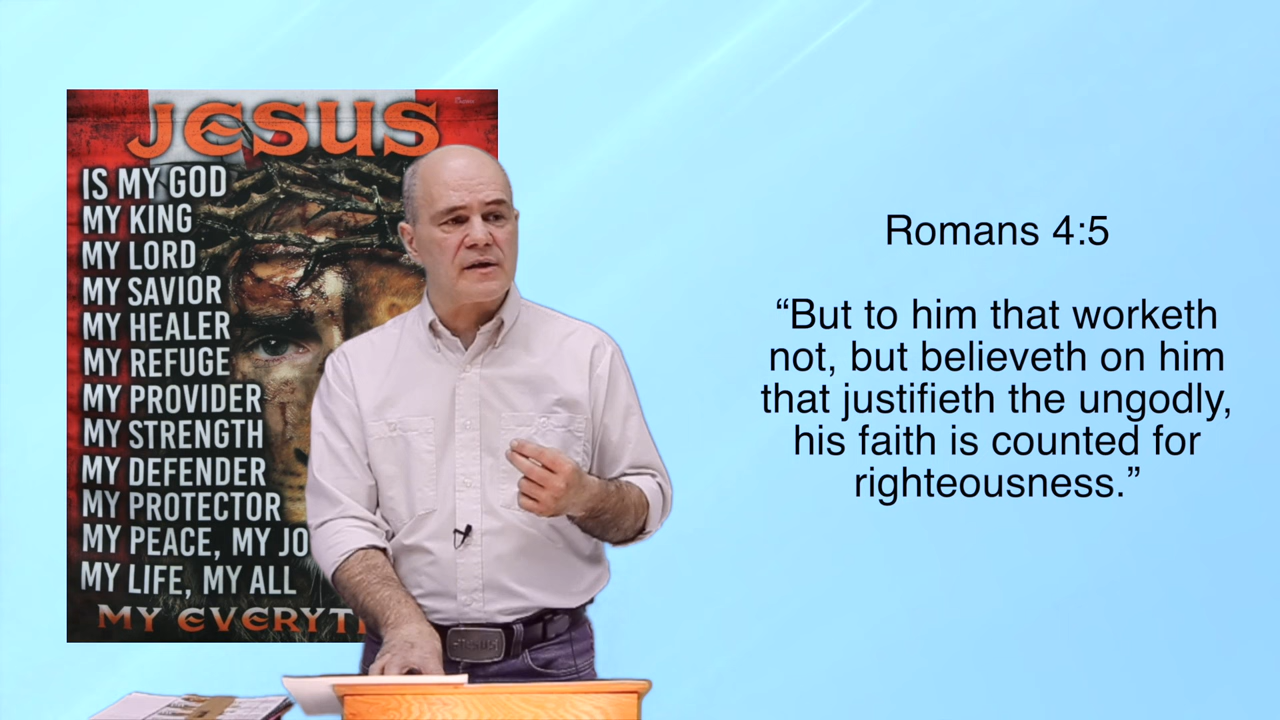 JESUS
IS MY GOD
MY KING
MY LORD
MY SAVIOR
MY HEALER
MY REFUGE
MY PROVIDER
MY STRENGTH
MY DEFENDER
MY PROTECTOR
MY PEACE, MY JO
MY LIFE, MY ALL
MY EVERYT
JESUS
Romans 4:5
“But to him that worketh
not, but believeth on him
that justifieth the ungodly,
his faith is counted for
righteousness.”